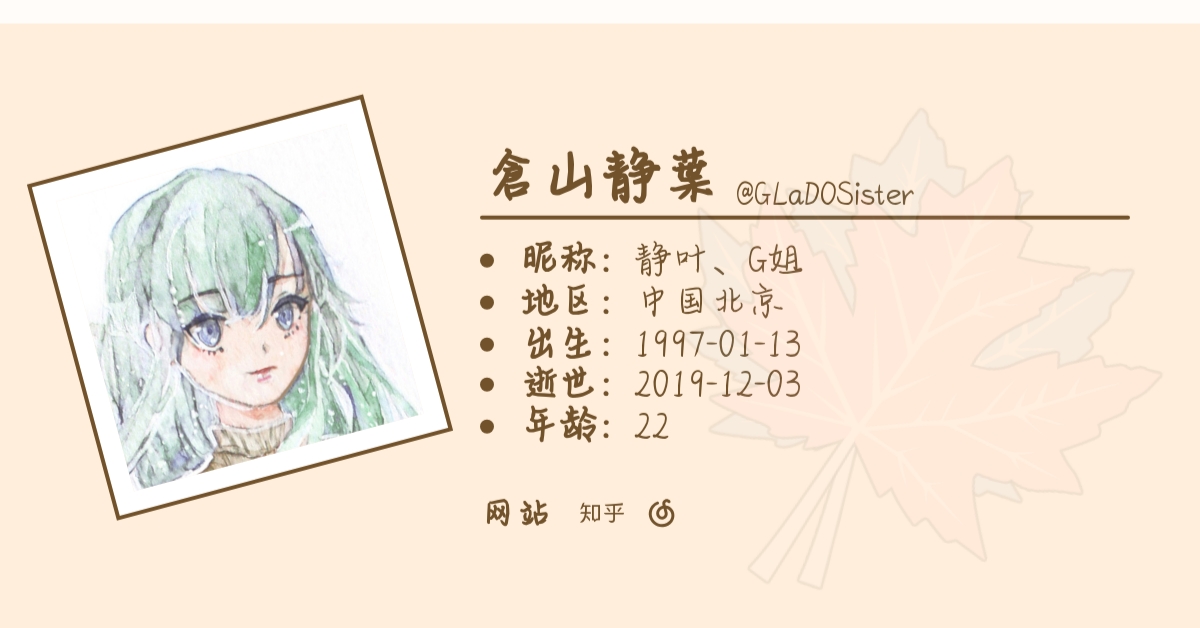 倉山静葉 @GLaDOSister
昵称：静叶、G姐
地区：中国北京
出生：1997-01-13
逝世：2019-12-03
年龄：22
网站 知乎